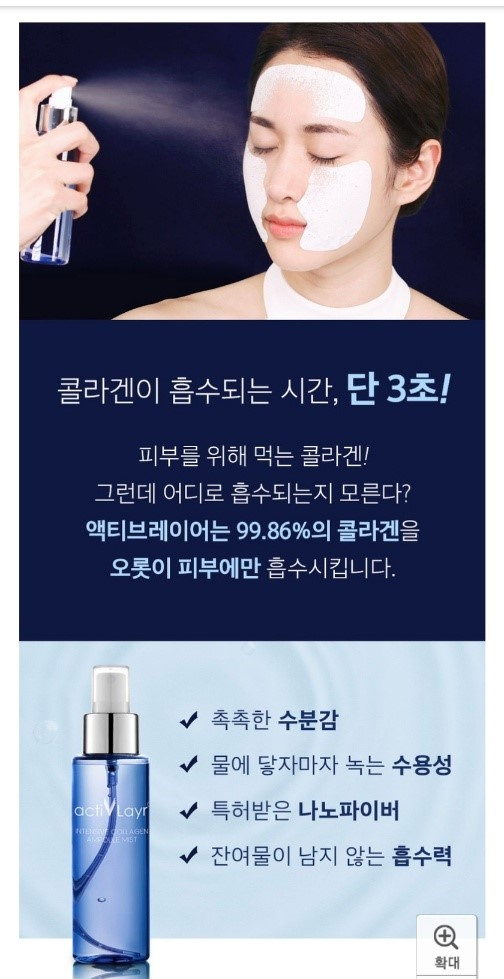 콜라겐이 흡수되는 시간, 단 3초!
피부를 위해 먹는 콜라겐!
그런데 어디로 흡수되는지 모른다?
액티브레이어는 99.86%의 콜라겐을
오롯이 피부에만 흡수시킵니다.
✔ 촉촉한 수분감
✔ 물에 닿자마자 녹는 수용성
✔ 특허받은 나노파이버
✔ 잔여물이 남지 않는 흡수력
activLayr
INTENSIVE COLLAGEN
AMPOULE MIST
확대